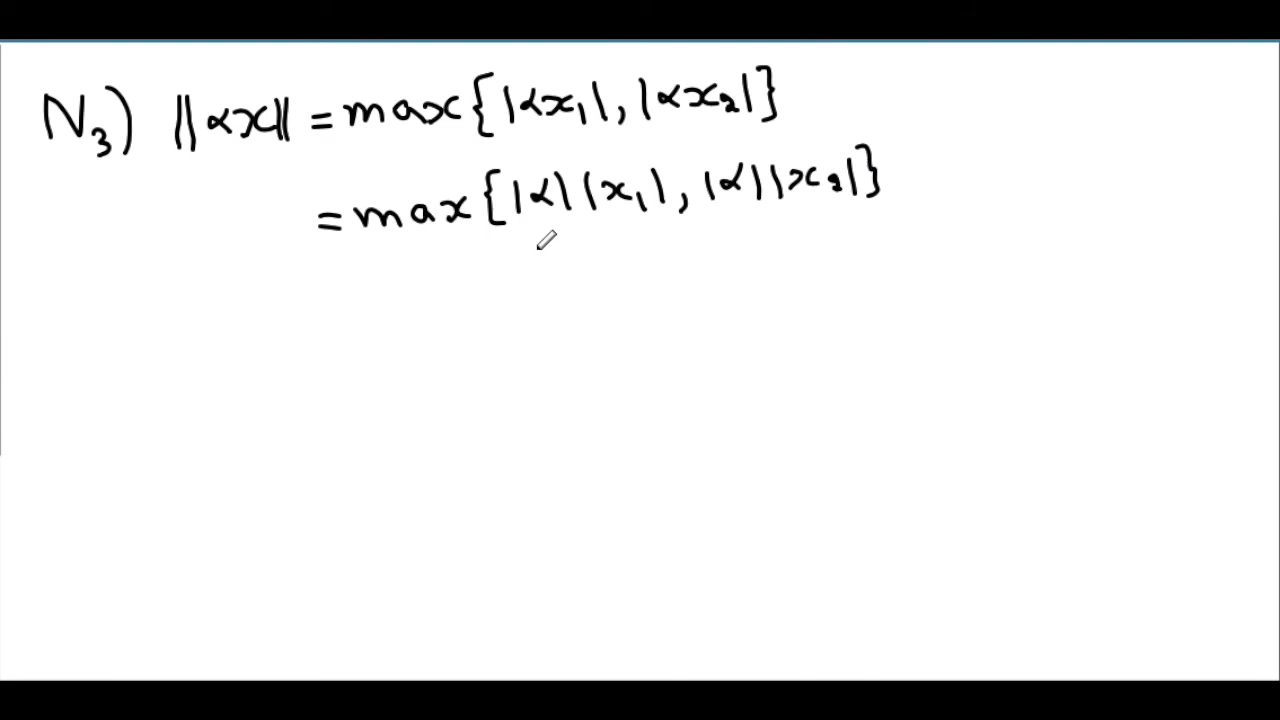 N₃) ||αx|| = max{|αx₁|, |αx₂|}
= max{|α||x₁|, |α||x₂|}